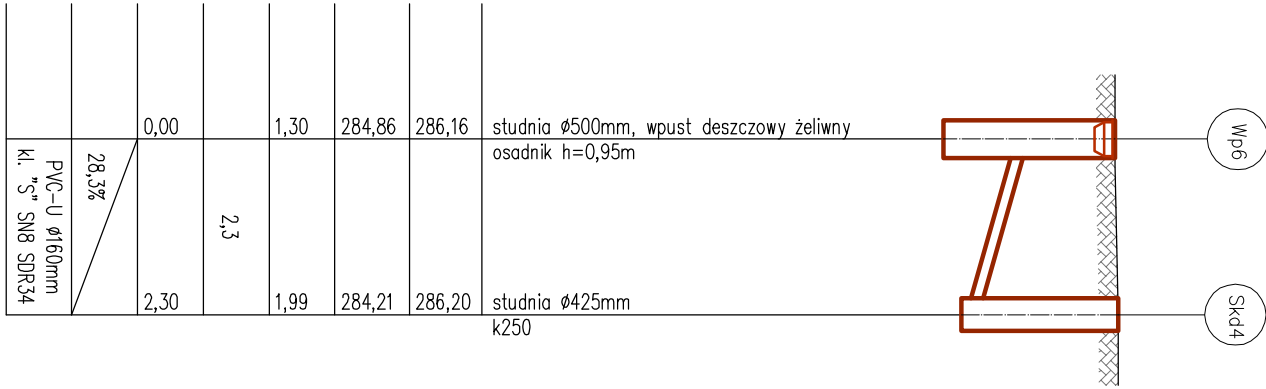 0,00
1,30
284,86
286,16
studnia ø500mm, wpust deszczowy żeliwny
osadnik h=0,95m
Wp6
28,3%
PVC-U ø160mm
kl. "S" SN8 SDR34
2,3
2,30
1,99
284,21
286,20
studnia ø425mm
k250
Skd4